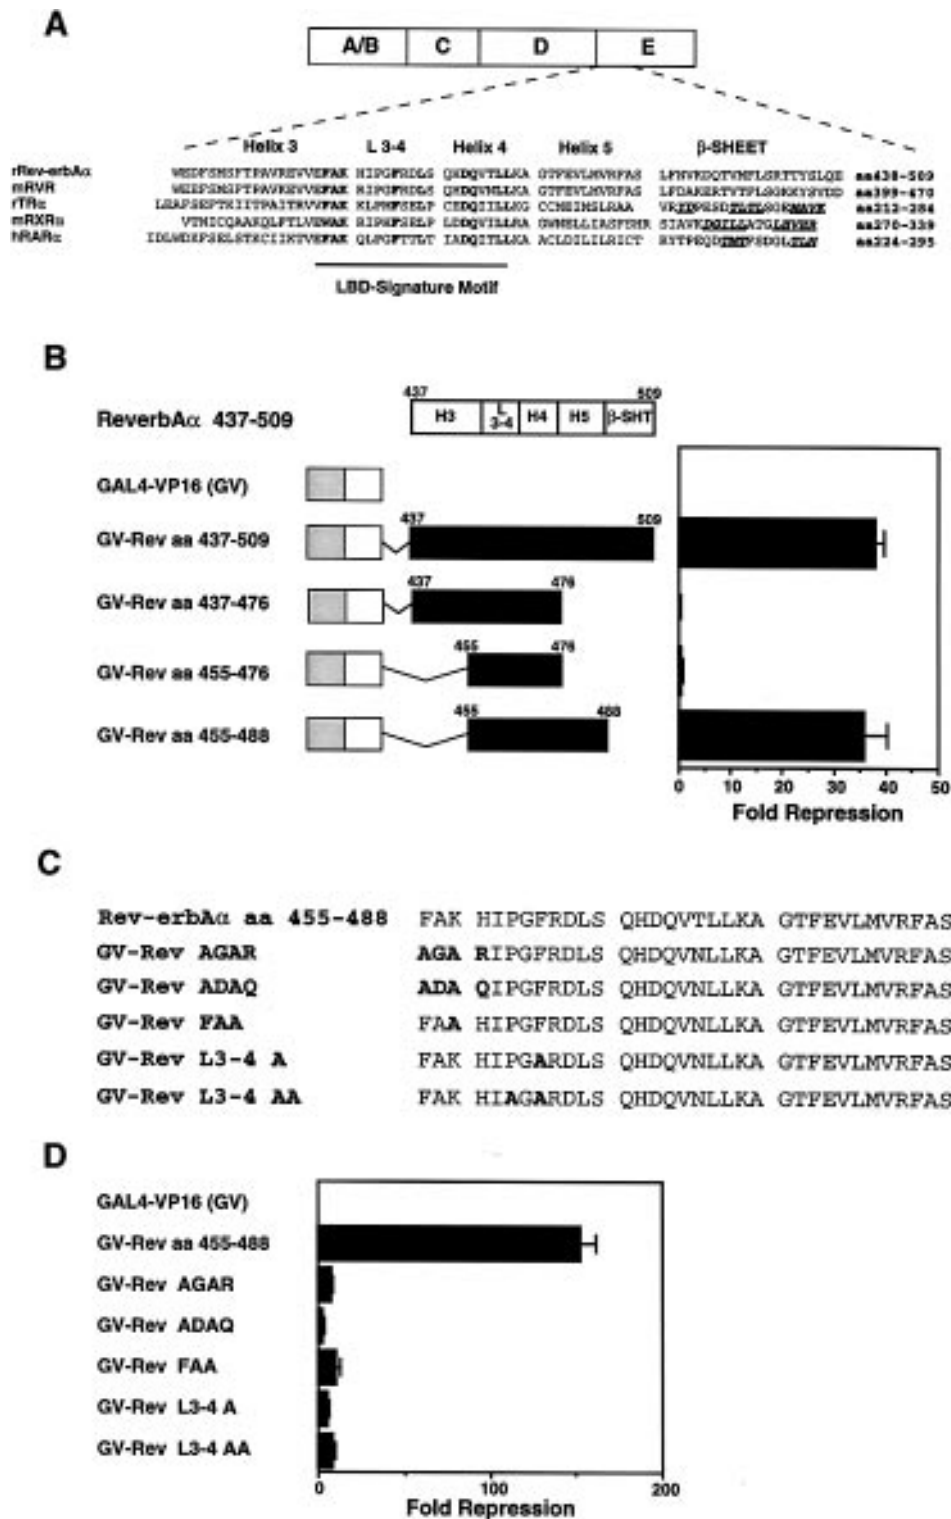 A
A/B C D E
Helix 3 L 3-4 Helix 4 Helix 5 β-SHEET
rRev-erbAα aa438-509
mRVR aa399-470
rTRα aa212-284
mRXRα aa270-339
hRARα aa224-295
LBD-Signature Motif
B
437 509
ReverbAα 437-509 H3 L 3-4 H4 H5 β-SHT
GAL4-VP16 (GV)
437 509
GV-Rev aa 437-509
437 476
GV-Rev aa 437-476
455 476
GV-Rev aa 455-476
455 488
GV-Rev aa 455-488
0 10 20 30 40 50
Fold Repression
C
Rev-erbAα aa 455-488 FAK HIPGFRDLS QHDQVTLLKA GTFEVLMVRFAS
GV-Rev AGAR AGA RIPGFRDLS QHDQVNLLKA GTFEVLMVRFAS
GV-Rev ADAQ ADA QIPGFRDLS QHDQVNLLKA GTFEVLMVRFAS
GV-Rev FAA FAA HIPGFRDLS QHDQVNLLKA GTFEVLMVRFAS
GV-Rev L3-4 A FAK HIPGARDLS QHDQVNLLKA GTFEVLMVRFAS
GV-Rev L3-4 AA FAK HIAGARDLS QHDQVNLLKA GTFEVLMVRFAS
D
GAL4-VP16 (GV)
GV-Rev aa 455-488
GV-Rev AGAR
GV-Rev ADAQ
GV-Rev FAA
GV-Rev L3-4 A
GV-Rev L3-4 AA
0 100 200
Fold Repression